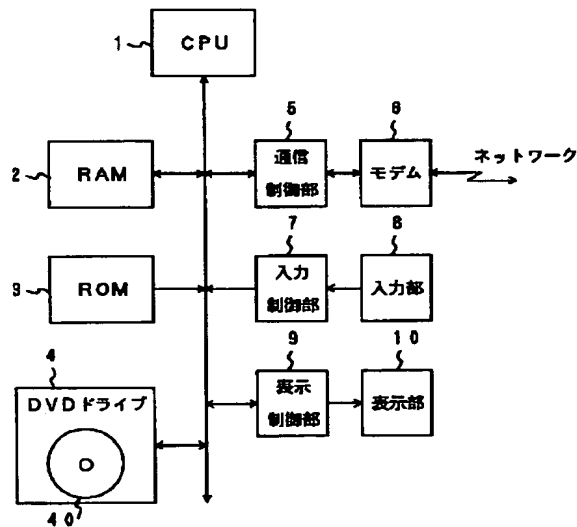 1
CPU
2
RAM
5
通信
制御部
6
モデム
ネットワーク
3
ROM
7
入力
制御部
8
入力部
4
DVDドライブ
40
9
表示
制御部
10
表示部